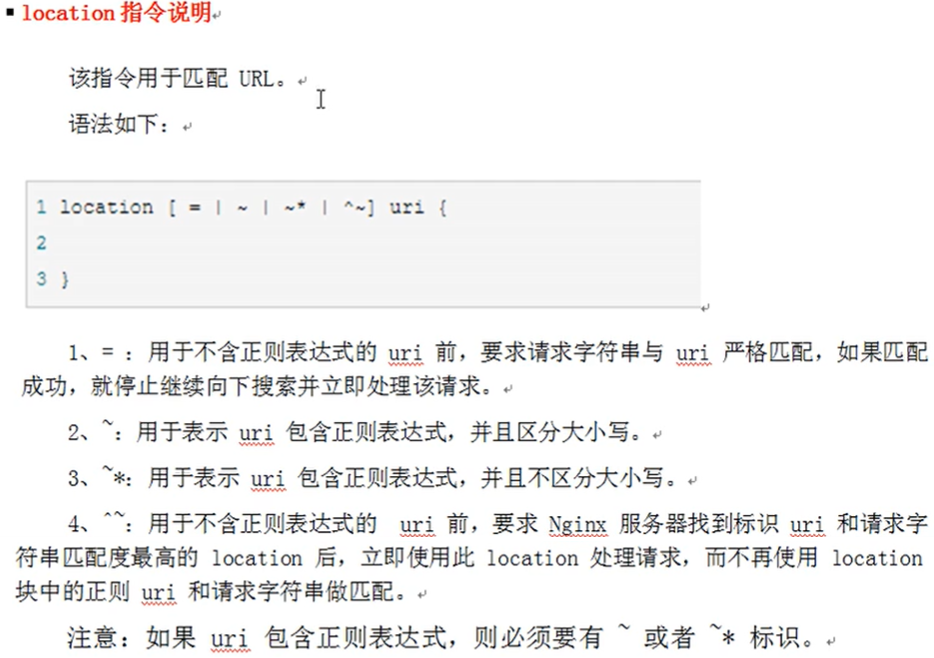 ▪ location 指令说明
该指令用于匹配 URL。
语法如下：
1 location [ = | ~ | ~* | ^~] uri {
2
3 }
1、= ：用于不含正则表达式的 uri 前，要求请求字符串与 uri 严格匹配，如果匹配
成功，就停止继续向下搜索并立即处理该请求。
2、~：用于表示 uri 包含正则表达式，并且区分大小写。
3、~*：用于表示 uri 包含正则表达式，并且不区分大小写。
4、^~：用于不含正则表达式的 uri 前，要求 Nginx 服务器找到标识 uri 和请求字
符串匹配度最高的 location 后，立即使用此 location 处理请求，而不再使用 location
块中的正则 uri 和请求字符串做匹配。
注意：如果 uri 包含正则表达式，则必须要有 ~ 或者 ~* 标识。